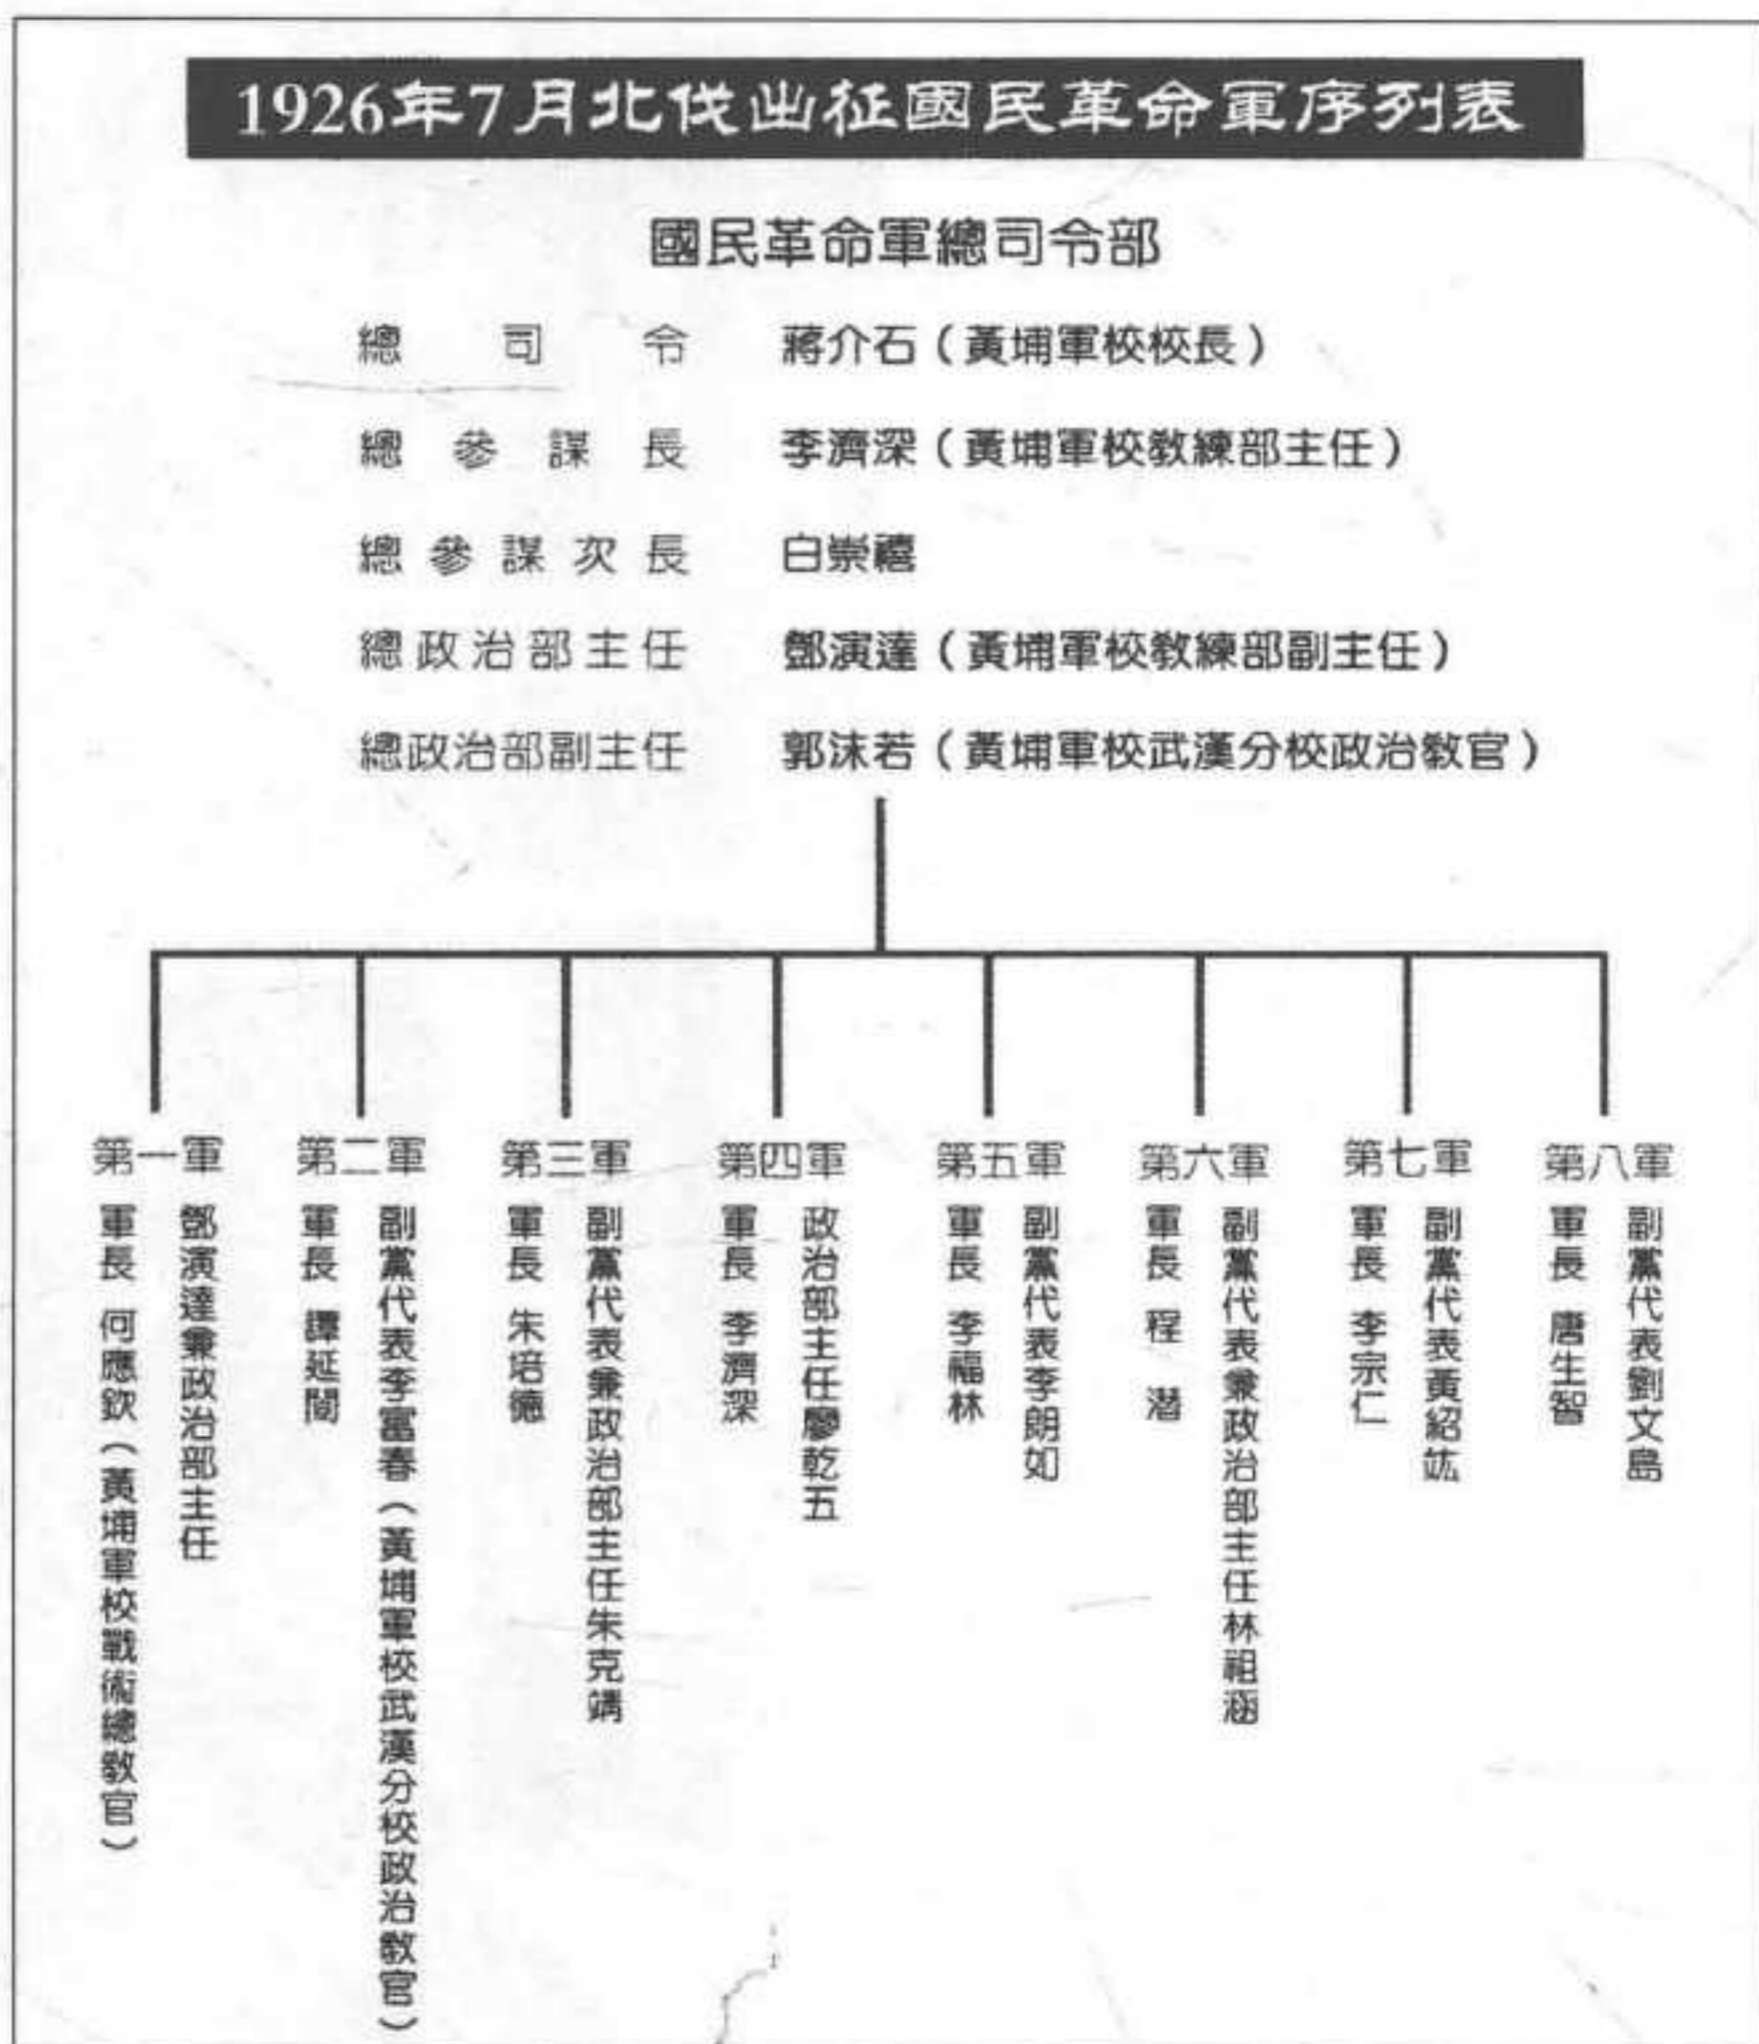 1926年7月北伐出征國民革命軍序列表
國民革命軍總司令部
總司令 蔣介石（黃埔軍校校長）
總參謀長 李濟深（黃埔軍校教練部主任）
總參謀次長 白崇禧
總政治部主任 鄧演達（黃埔軍校教練部副主任）
總政治部副主任 郭沫若（黃埔軍校武漢分校政治教官）
第一軍
軍長 何應欽（黃埔軍校戰術總教官）
鄧演達兼政治部主任
第二軍
軍長 譚延闓
副黨代表李富春（黃埔軍校武漢分校政治教官）
第三軍
軍長 朱培德
副黨代表兼政治部主任朱克靖
第四軍
軍長 李濟深
政治部主任廖乾五
第五軍
軍長 李福林
副黨代表李朗如
第六軍
軍長 程潛
副黨代表兼政治部主任林祖涵
第七軍
軍長 李宗仁
副黨代表黃紹竑
第八軍
軍長 唐生智
副黨代表劉文島